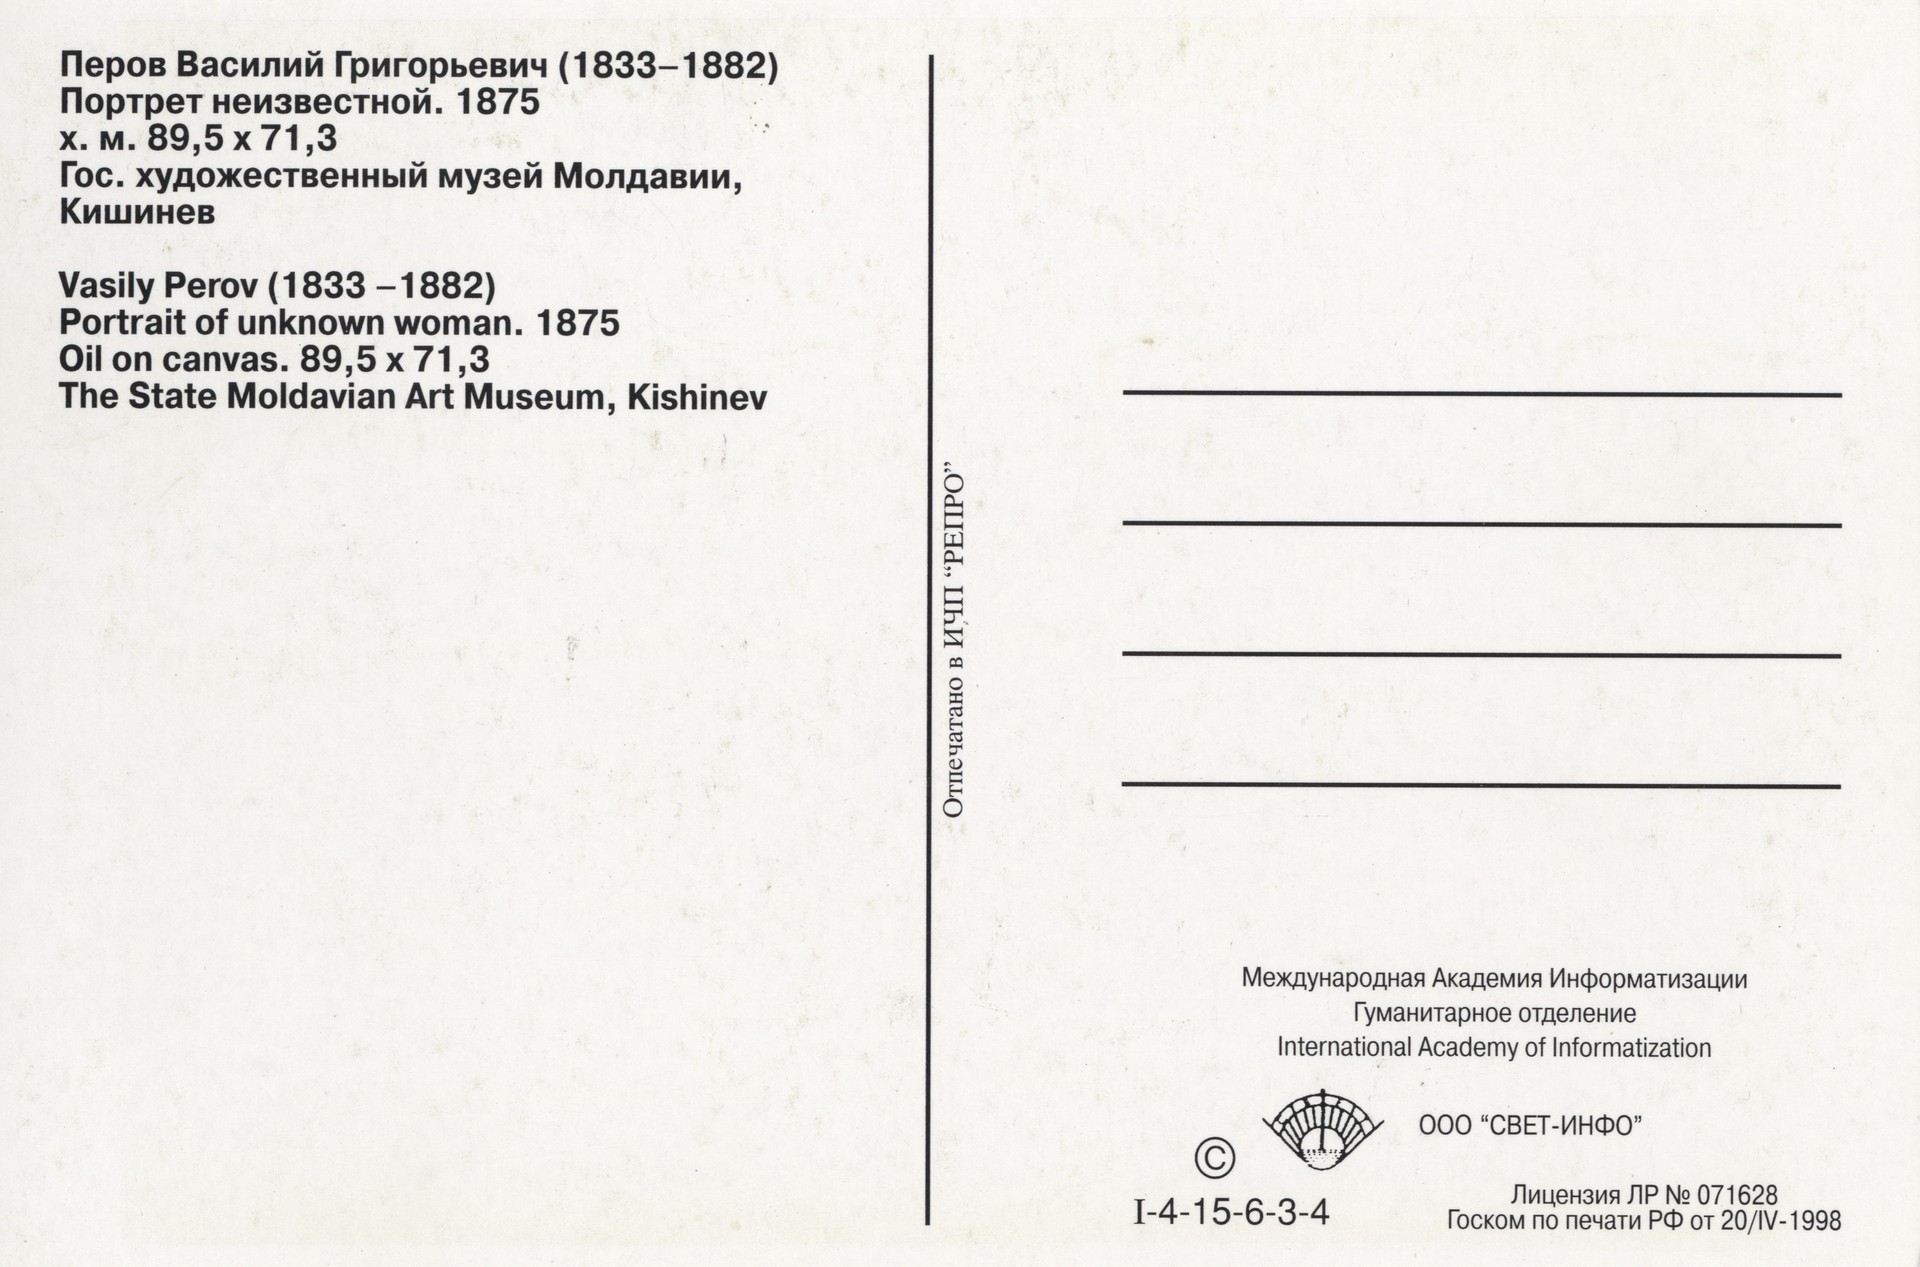 Перов Василий Григорьевич (1833–1882)
Портрет неизвестной. 1875
х. м. 89,5 х 71,3
Гос. художественный музей Молдавии,
Кишинев
Vasily Perov (1833 –1882)
Portrait of unknown woman. 1875
Oil on canvas. 89,5 x 71,3
The State Moldavian Art Museum, Kishinev
Отпечатано в ИЧП “РЕПРО”
Международная Академия Информатизации
Гуманитарное отделение
International Academy of Informatization
ООО “СВЕТ-ИНФО”
©
I-4-15-6-3-4
Лицензия ЛР № 071628
Госком по печати РФ от 20/IV-1998